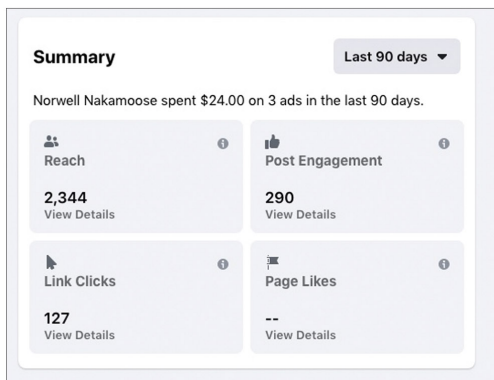 Summary
Last 90 days
Norwell Nakamoose spent $24.00 on 3 ads in the last 90 days.
Reach
2,344
View Details
Post Engagement
290
View Details
Link Clicks
127
View Details
Page Likes
--
View Details